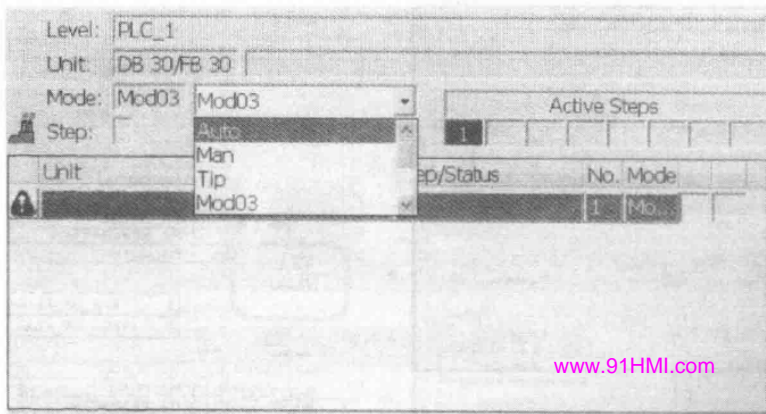 Level: PLC_1
Unit: DB 30/FB 30
Mode: Mod03 Mod03
Active Steps
Step: Auto 1
Man
Unit ep/Status No. Mode
Tip
Mod03 1 Mo...
www.91HMI.com